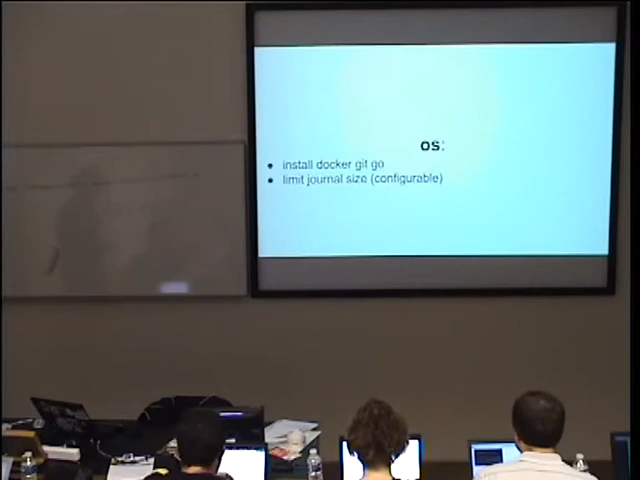 os:
install docker git go
limit journal size (configurable)